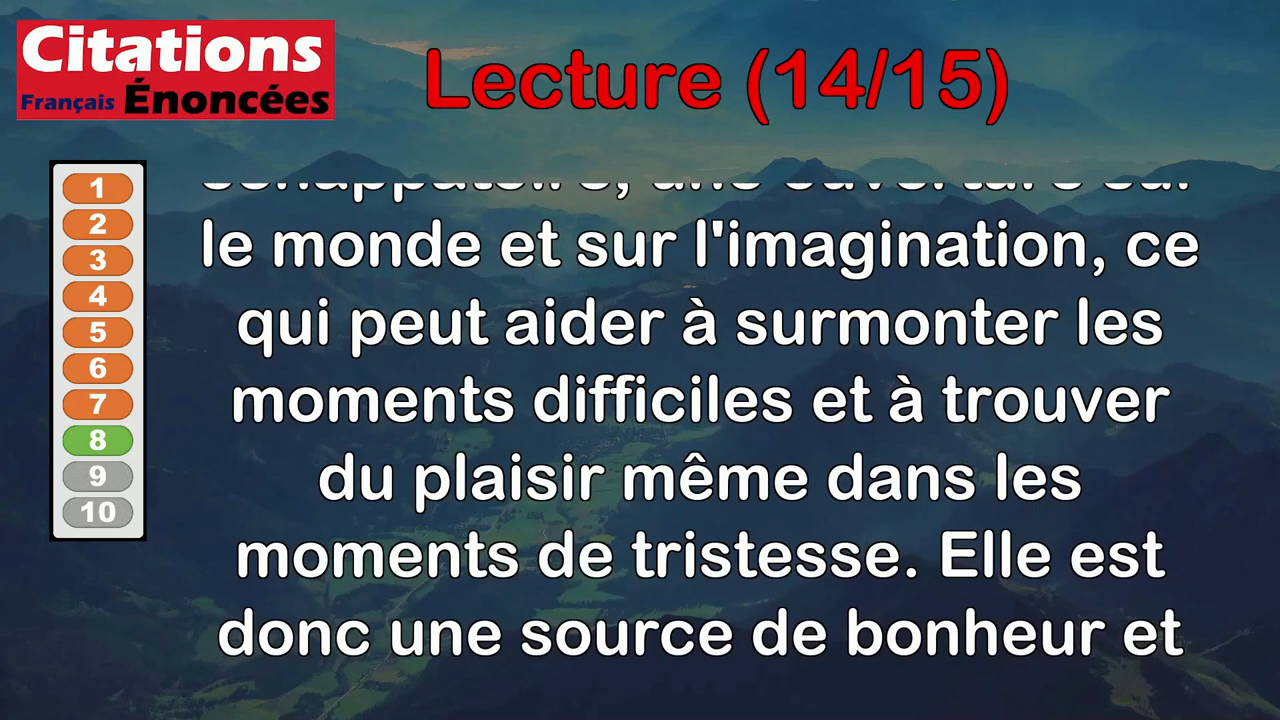 Citations
Français Énoncées
Lecture (14/15)
1
2
3
4
5
6
7
8
9
10
le monde et sur l'imagination, ce
qui peut aider à surmonter les
moments difficiles et à trouver
du plaisir même dans les
moments de tristesse. Elle est
donc une source de bonheur et